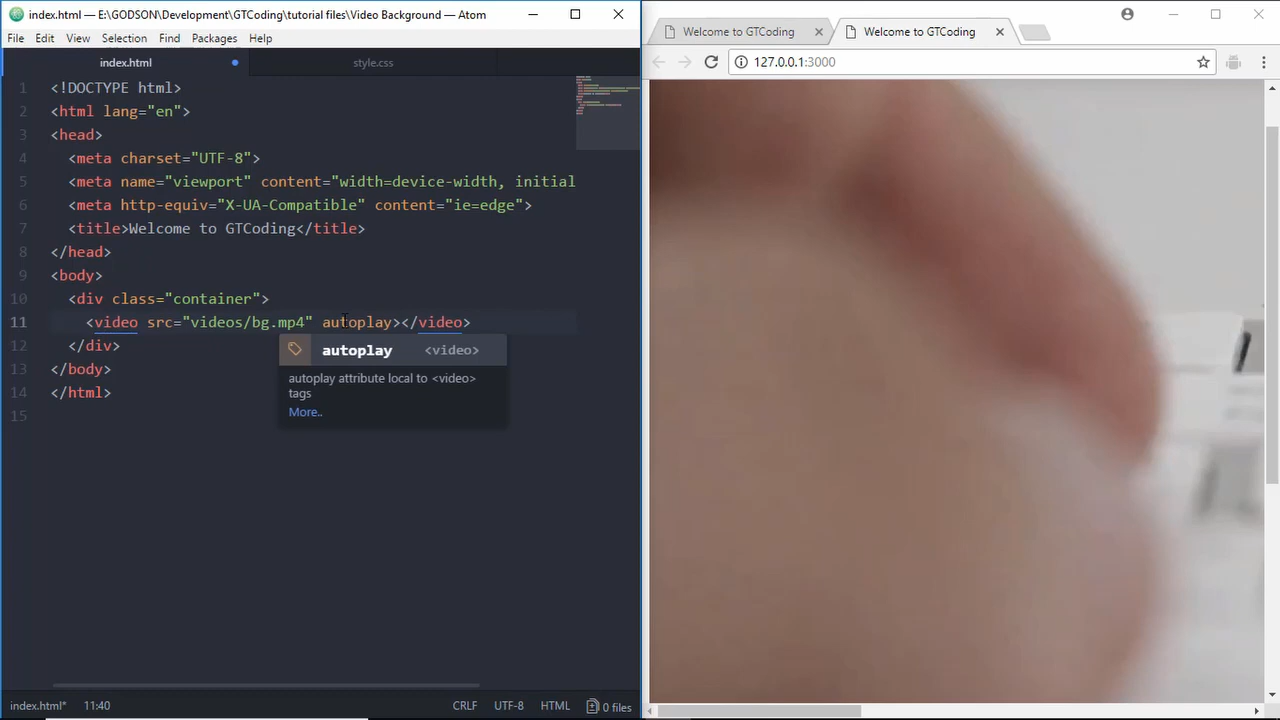 index.html — E:\GODSON\Development\GTCoding\tutorial files\Video Background — Atom
File Edit View Selection Find Packages Help
index.html style.css
1 <!DOCTYPE html>
2 <html lang="en">
3 <head>
4 <meta charset="UTF-8">
5 <meta name="viewport" content="width=device-width, initial
6 <meta http-equiv="X-UA-Compatible" content="ie=edge">
7 <title>Welcome to GTCoding</title>
8 </head>
9 <body>
10 <div class="container">
11 <video src="videos/bg.mp4" autoplay></video>
12 </div>
13 </body>
14 </html>
15
autoplay <video>
autoplay attribute local to <video>
tags
More..
index.html* 11:40 CRLF UTF-8 HTML 0 files
Welcome to GTCoding Welcome to GTCoding
127.0.0.1:3000